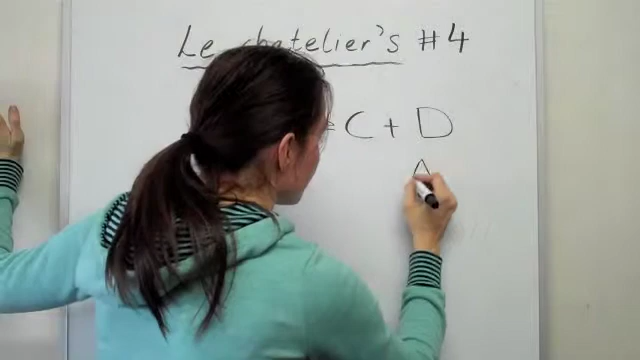 Le chatelier's #4
= C + D